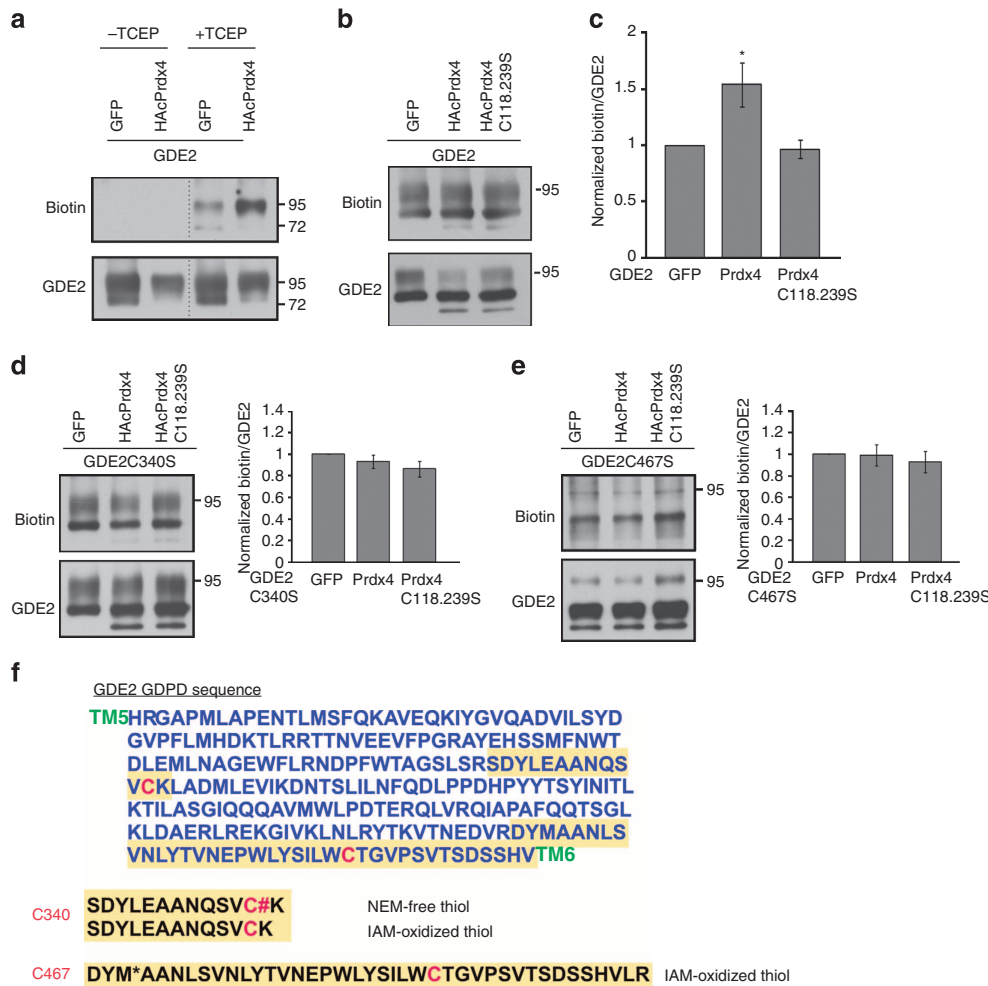 a
–TCEP +TCEP
GFP HAcPrdx4 GFP HAcPrdx4
GDE2
Biotin
95
72
GDE2
95
72
b
GFP HAcPrdx4 HAcPrdx4 C118.239S
GDE2
Biotin
95
GDE2
95
c
Normalized biotin/GDE2
2
1.5
1
0.5
0
*
GDE2 GFP Prdx4 Prdx4
C118.239S
d
GFP HAcPrdx4 HAcPrdx4 C118.239S
GDE2C340S
Biotin
95
GDE2
95
Normalized biotin/GDE2
1.4
1.2
1
0.8
0.6
0.4
0.2
0
GDE2 GFP Prdx4 Prdx4
C340S C118.239S
e
GFP HAcPrdx4 HAcPrdx4 C118.239S
GDE2C467S
Biotin
95
GDE2
95
Normalized biotin/GDE2
1.4
1.2
1
0.8
0.6
0.4
0.2
0
GDE2 GFP Prdx4 Prdx4
C467S C118.239S
f
GDE2 GDPD sequence
TM5HRGAPMLAPENTLMSFQKAVEQKIYGVQADVILSYD
GVPFLMHDKTLRRTTNVEEVFPGRAYEHSSMFNWT
DLEMLNAGEWFLRNDPFWTAGSLSRSDYLEAANQS
VCKLADMLEVIKDNTSLILNFQDLPPDHPYYTSYINITL
KTILASGIQQQAVMWLPDTERQLVRQIAPAFQQTSGL
KLDAERLREKGIVKLNLRYTKVTNEDVRDYMAANLS
VNLYTVNEPWLYSILWCTGVPSVTSDSSHVTM6
C340
SDYLEAANQSVC#K NEM-free thiol
SDYLEAANQSVCK IAM-oxidized thiol
C467 DYM*AANLSVNLYTVNEPWLYSILWCTGVPSVTSDSSHVLR IAM-oxidized thiol